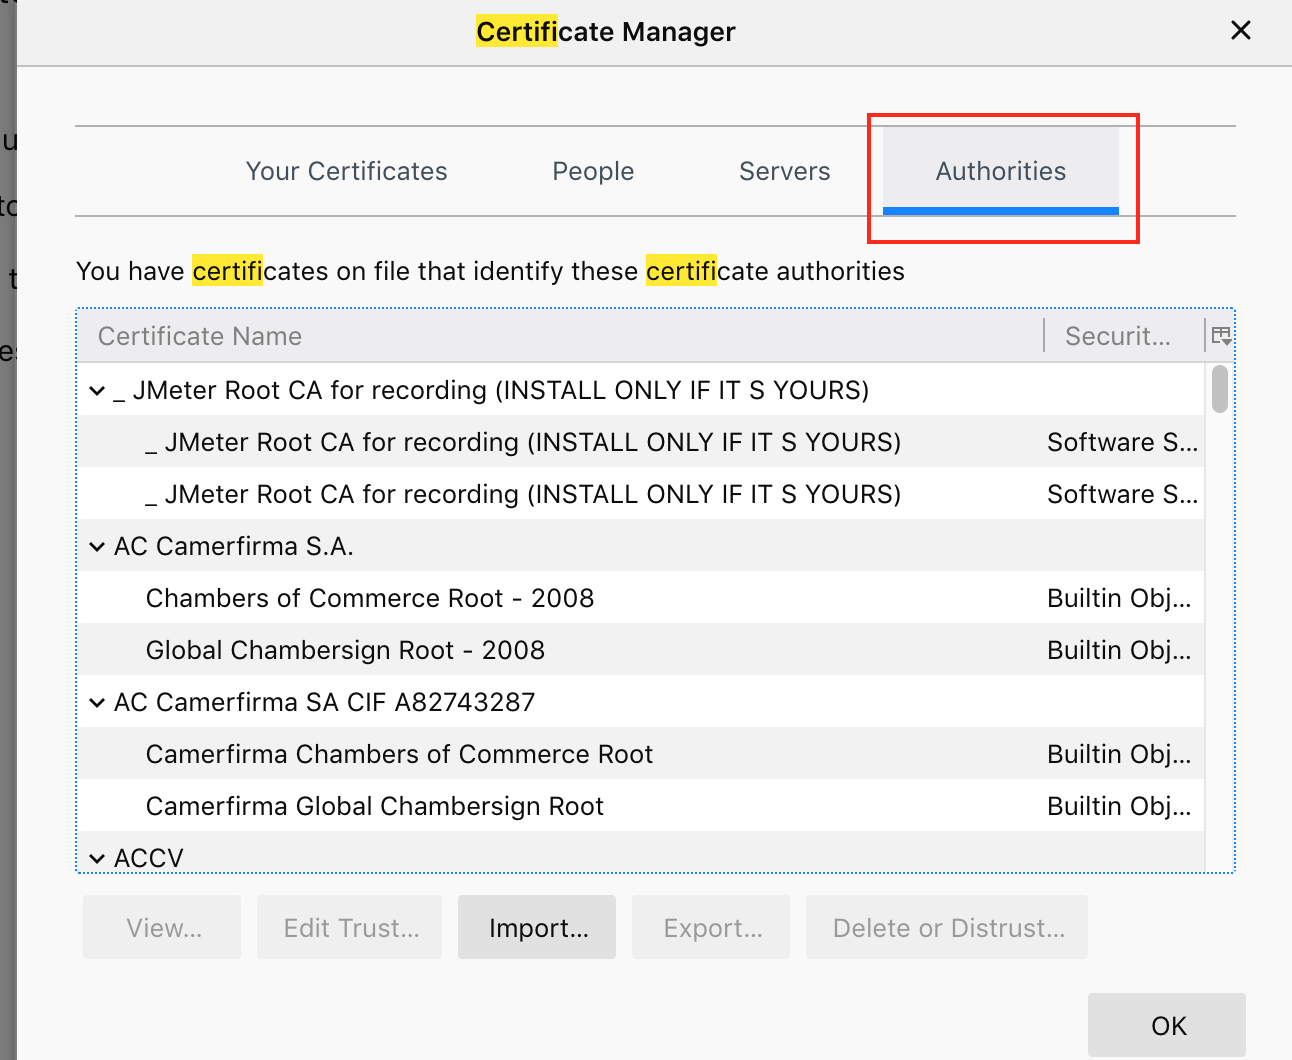 Certificate Manager
Your Certificates People Servers Authorities
You have certificates on file that identify these certificate authorities
Certificate Name Securit...
_ JMeter Root CA for recording (INSTALL ONLY IF IT S YOURS)
_ JMeter Root CA for recording (INSTALL ONLY IF IT S YOURS) Software S...
_ JMeter Root CA for recording (INSTALL ONLY IF IT S YOURS) Software S...
AC Camerfirma S.A.
Chambers of Commerce Root - 2008 Builtin Obj...
Global Chambersign Root - 2008 Builtin Obj...
AC Camerfirma SA CIF A82743287
Camerfirma Chambers of Commerce Root Builtin Obj...
Camerfirma Global Chambersign Root Builtin Obj...
ACCV
View... Edit Trust... Import... Export... Delete or Distrust...
OK